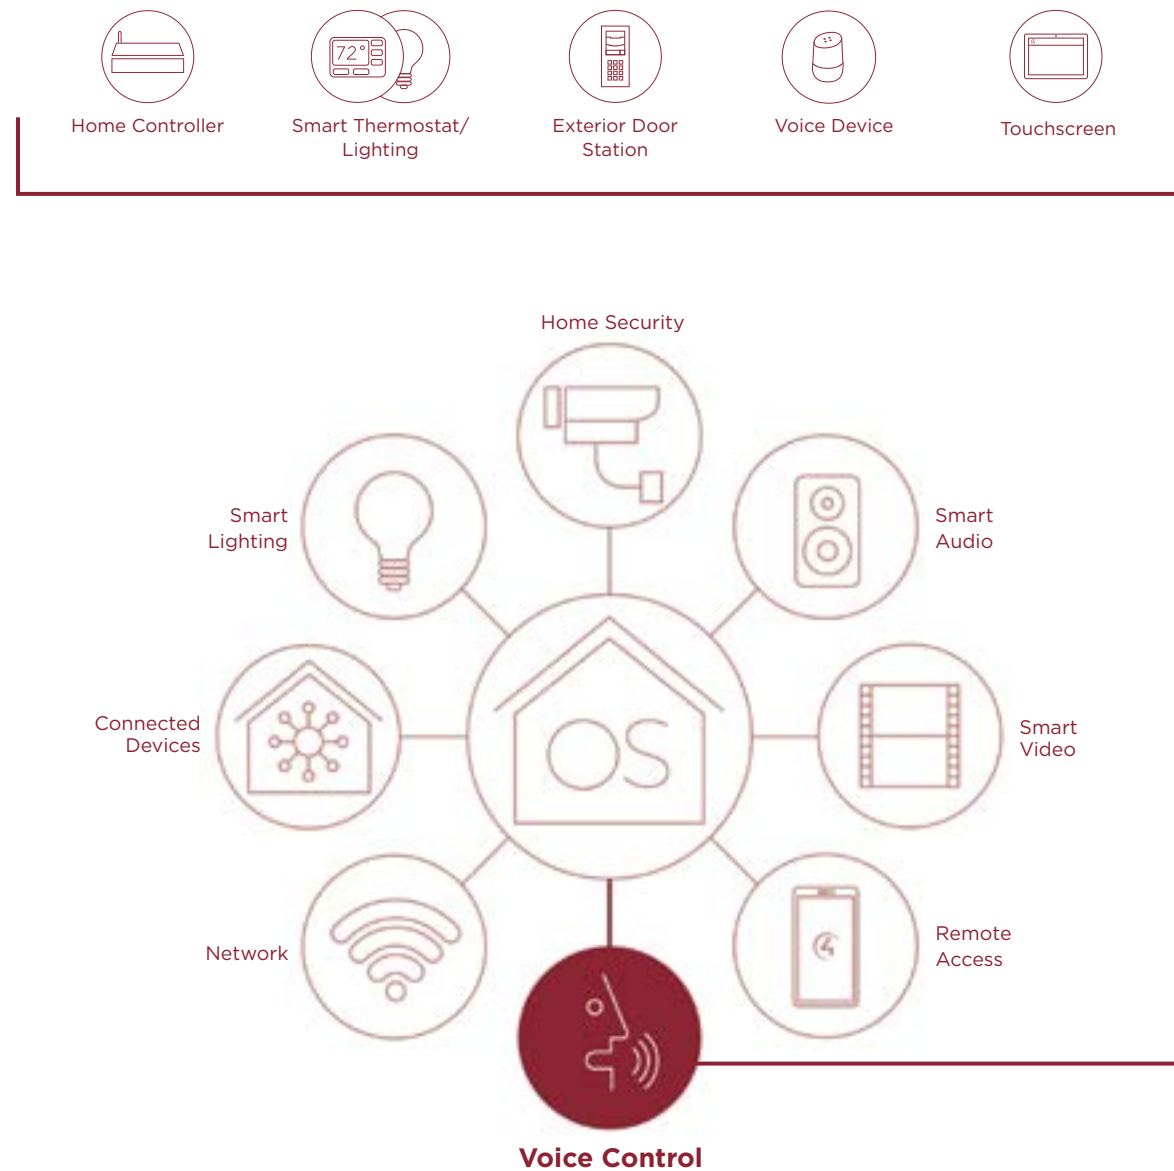 72°
Home Controller
Smart Thermostat/
Lighting
Exterior Door
Station
Voice Device
Touchscreen
Home Security
Smart
Lighting
Smart
Audio
Connected
Devices
OS
Smart
Video
Network
Remote
Access
4
Voice Control